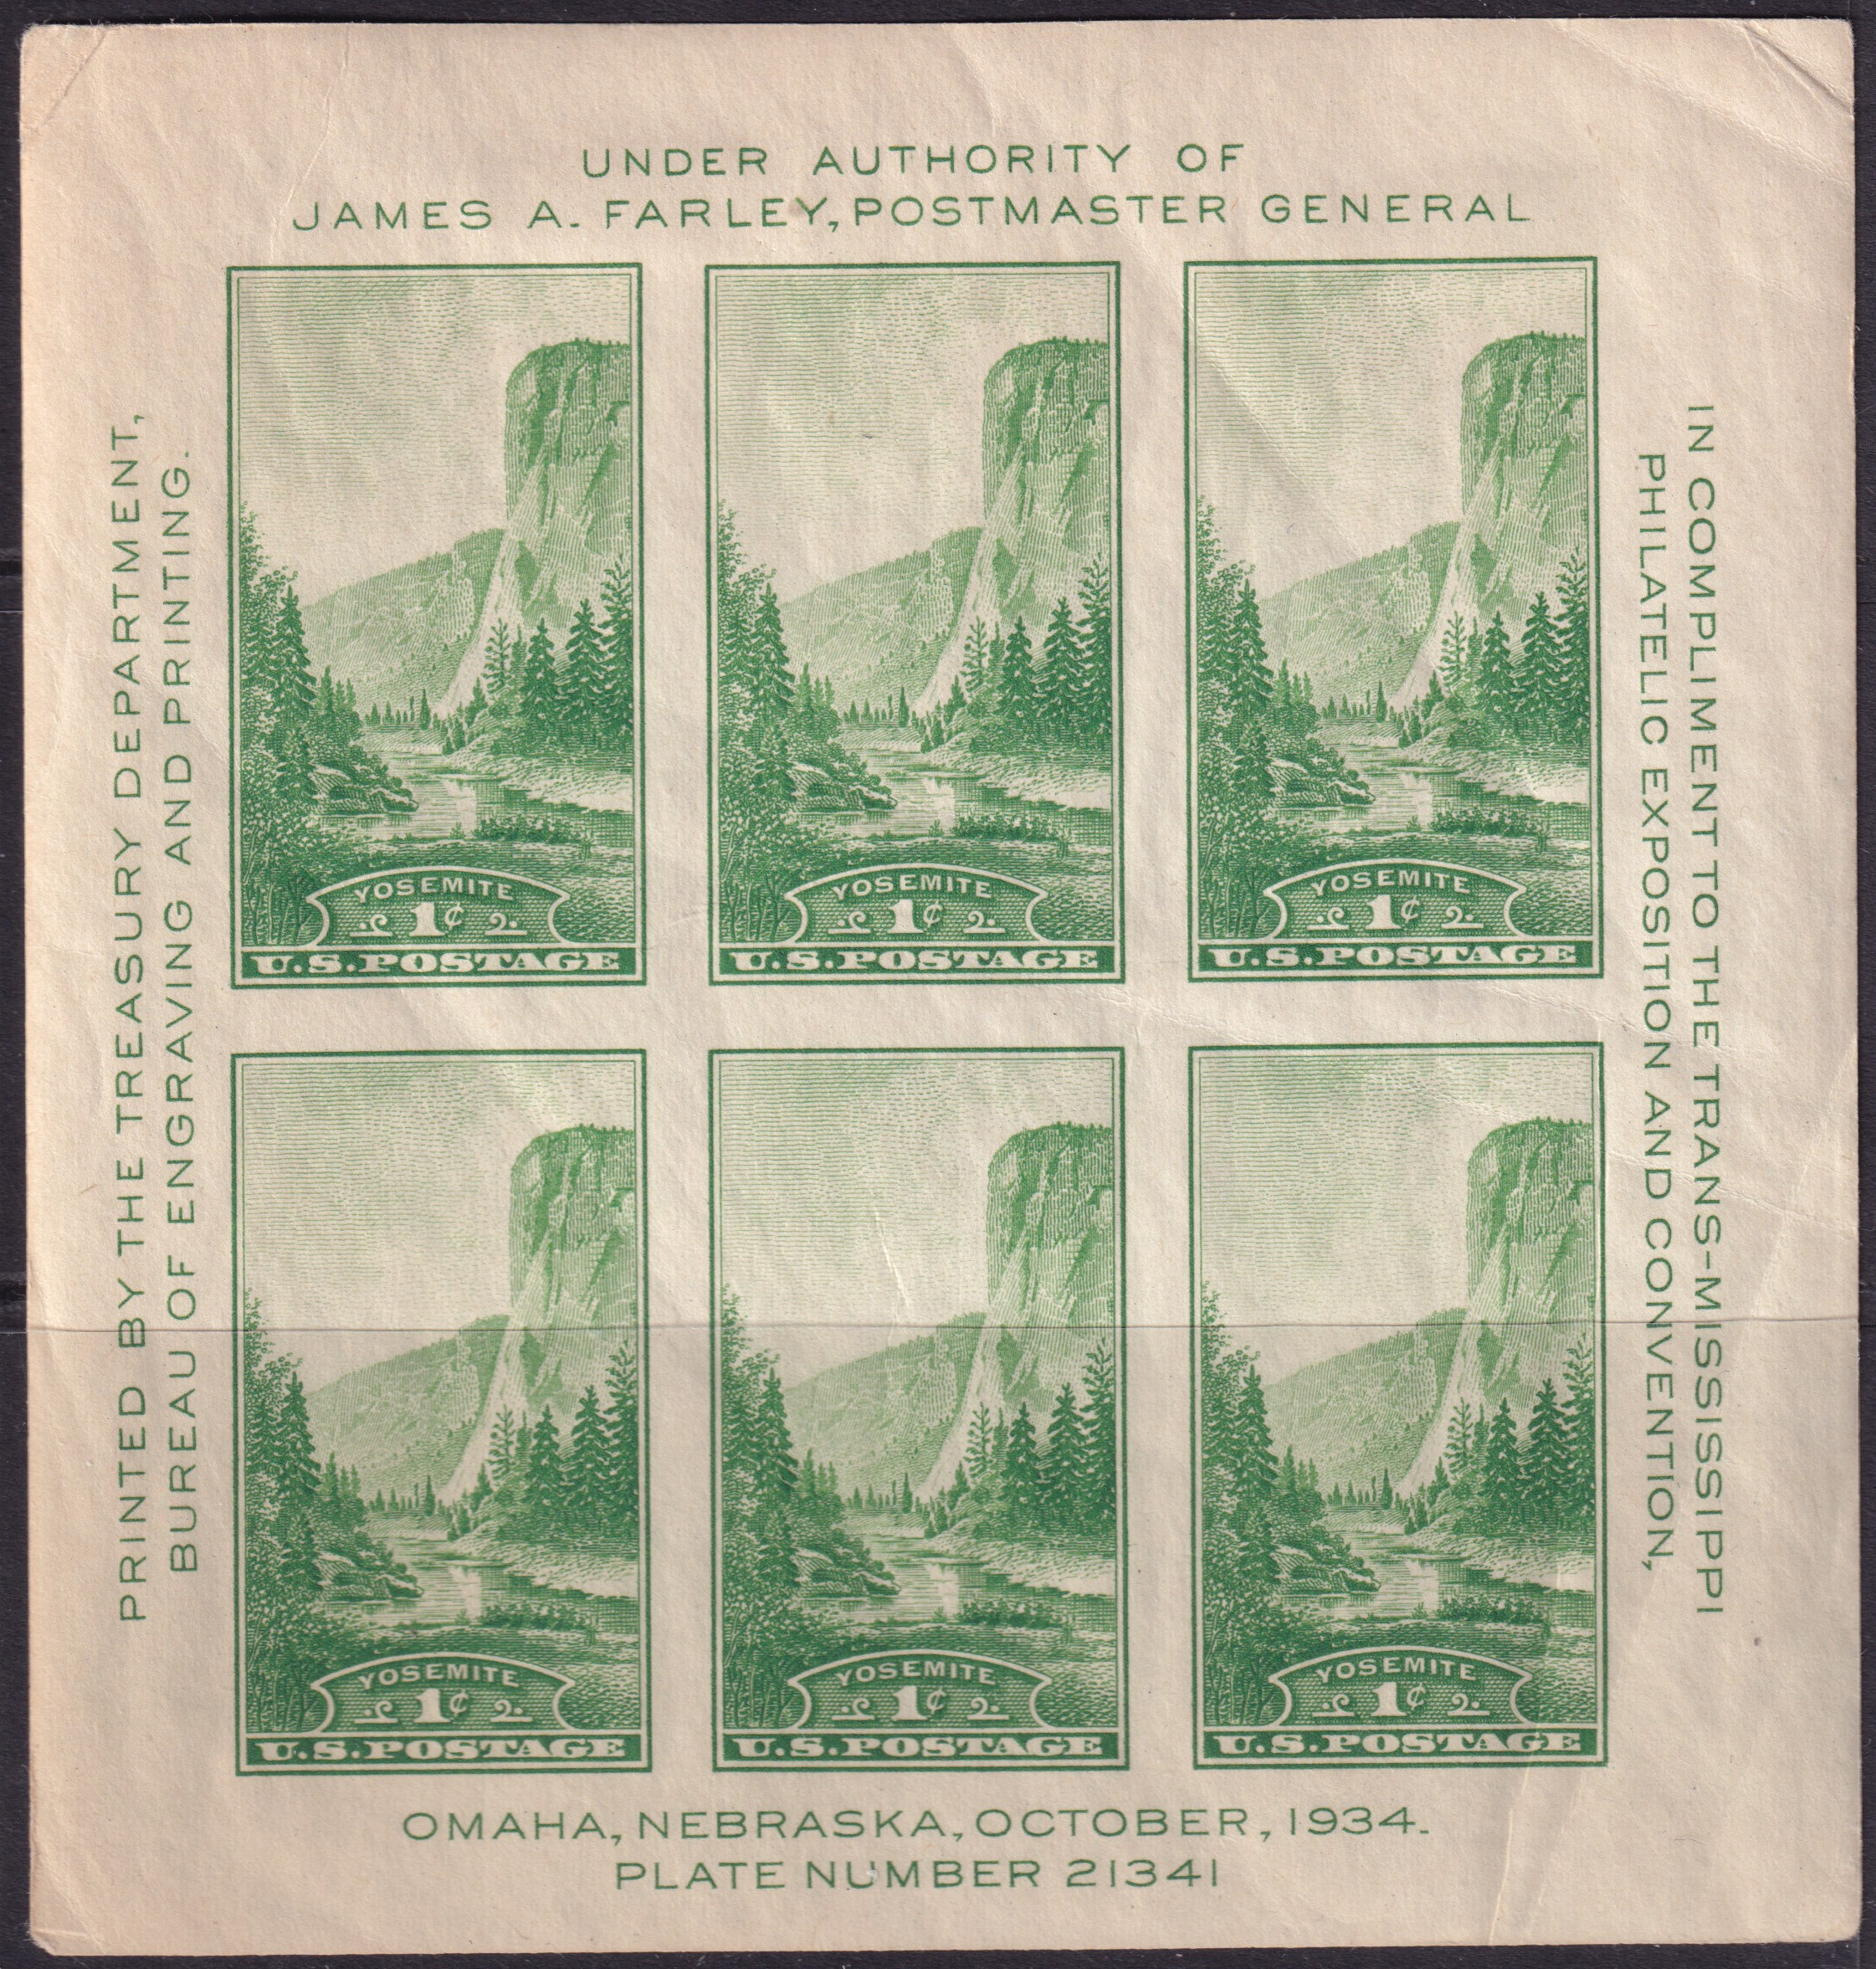 UNDER AUTHORITY OF
JAMES A. FARLEY, POSTMASTER GENERAL
PRINTED BY THE TREASURY DEPARTMENT,
BUREAU OF ENGRAVING AND PRINTING.
YOSEMITE
1¢
U.S.POSTAGE
YOSEMITE
1¢
U.S.POSTAGE
YOSEMITE
1¢
U.S.POSTAGE
YOSEMITE
1¢
U.S.POSTAGE
YOSEMITE
1¢
U.S.POSTAGE
YOSEMITE
1¢
U.S.POSTAGE
IN COMPLIMENT TO THE TRANS-MISSISSIPPI
PHILATELIC EXPOSITION AND CONVENTION,
OMAHA, NEBRASKA, OCTOBER, 1934.
PLATE NUMBER 21341